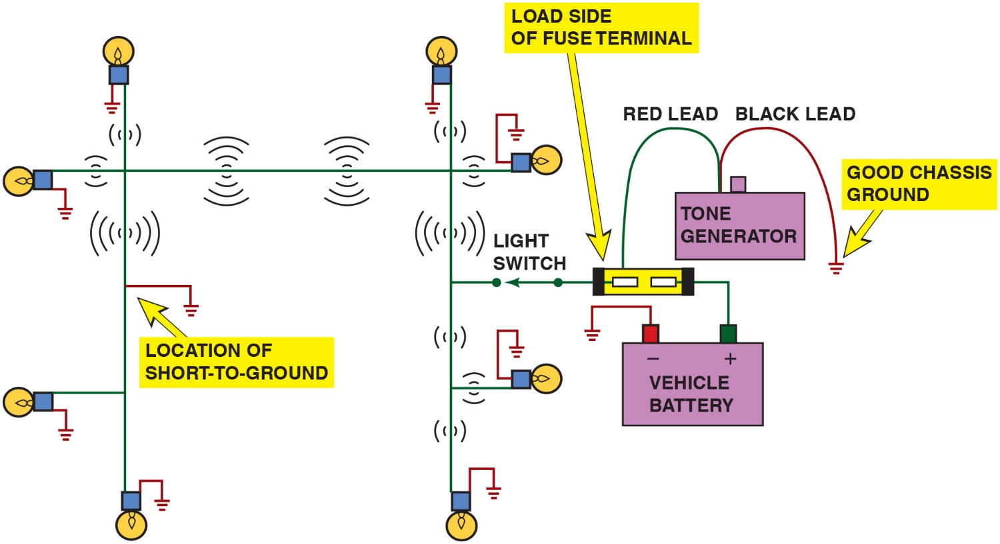 LOAD SIDE
OF FUSE TERMINAL
RED LEAD
BLACK LEAD
GOOD CHASSIS
GROUND
TONE
GENERATOR
LIGHT
SWITCH
LOCATION OF
SHORT-TO-GROUND
− +
VEHICLE
BATTERY